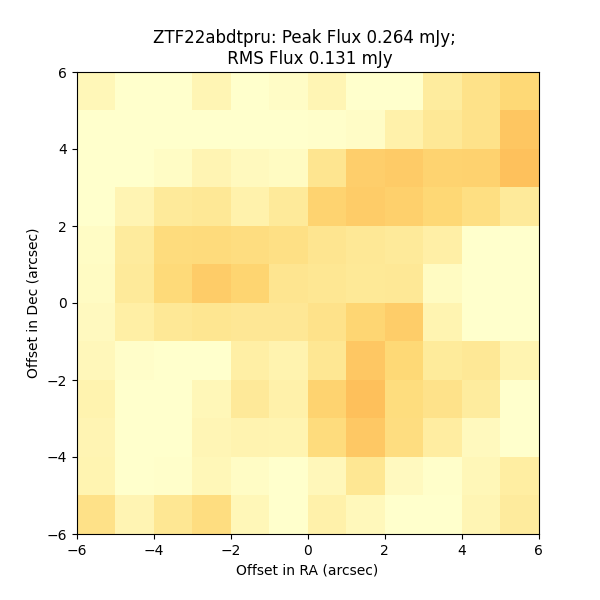 ZTF22abdtpru: Peak Flux 0.264 mJy;
RMS Flux 0.131 mJy
6
4
2
0
−2
−4
−6
Offset in Dec (arcsec)
−6 −4 −2 0 2 4 6
Offset in RA (arcsec)